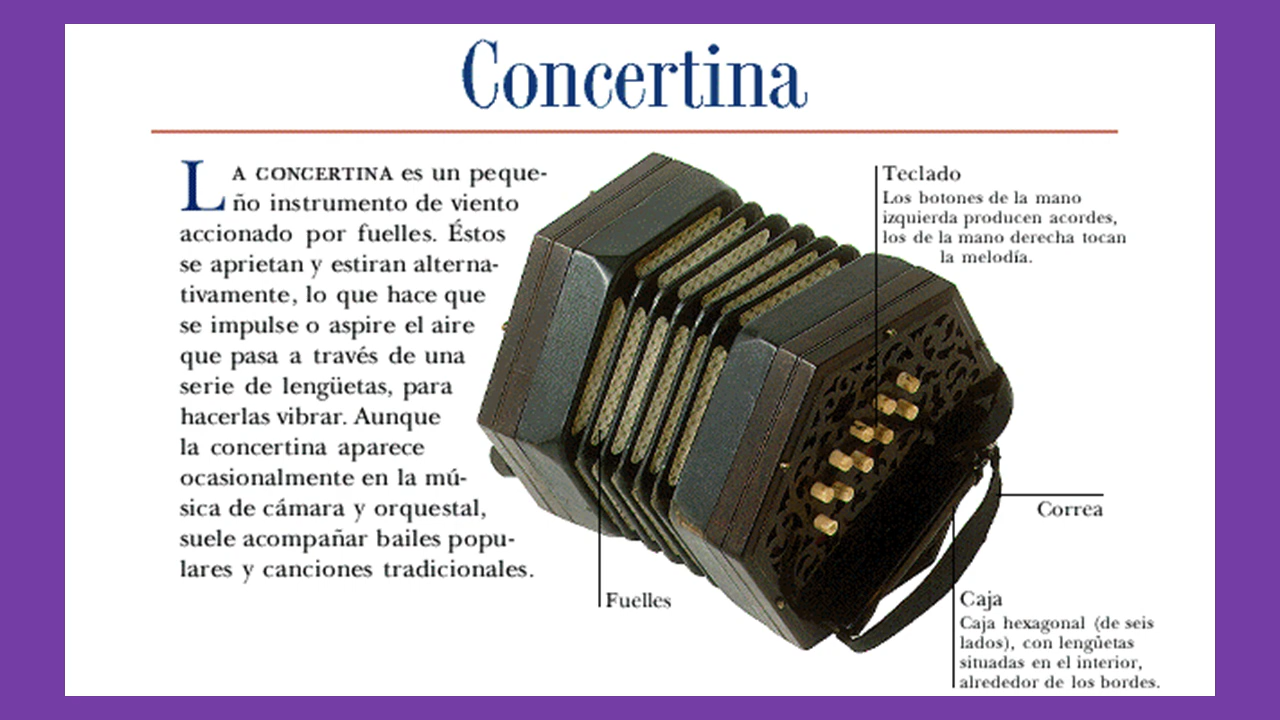 Concertina
LA CONCERTINA es un peque-
ño instrumento de viento
accionado por fuelles. Éstos
se aprietan y estiran alterna-
tivamente, lo que hace que
se impulse o aspire el aire
que pasa a través de una
serie de lengüetas, para
hacerlas vibrar. Aunque
la concertina aparece
ocasionalmente en la mú-
sica de cámara y orquestal,
suele acompañar bailes popu-
lares y canciones tradicionales.
Teclado
Los botones de la mano
izquierda producen acordes,
los de la mano derecha tocan
la melodía.
Correa
Fuelles
Caja
Caja hexagonal (de seis
lados), con lengüetas
situadas en el interior,
alrededor de los bordes.